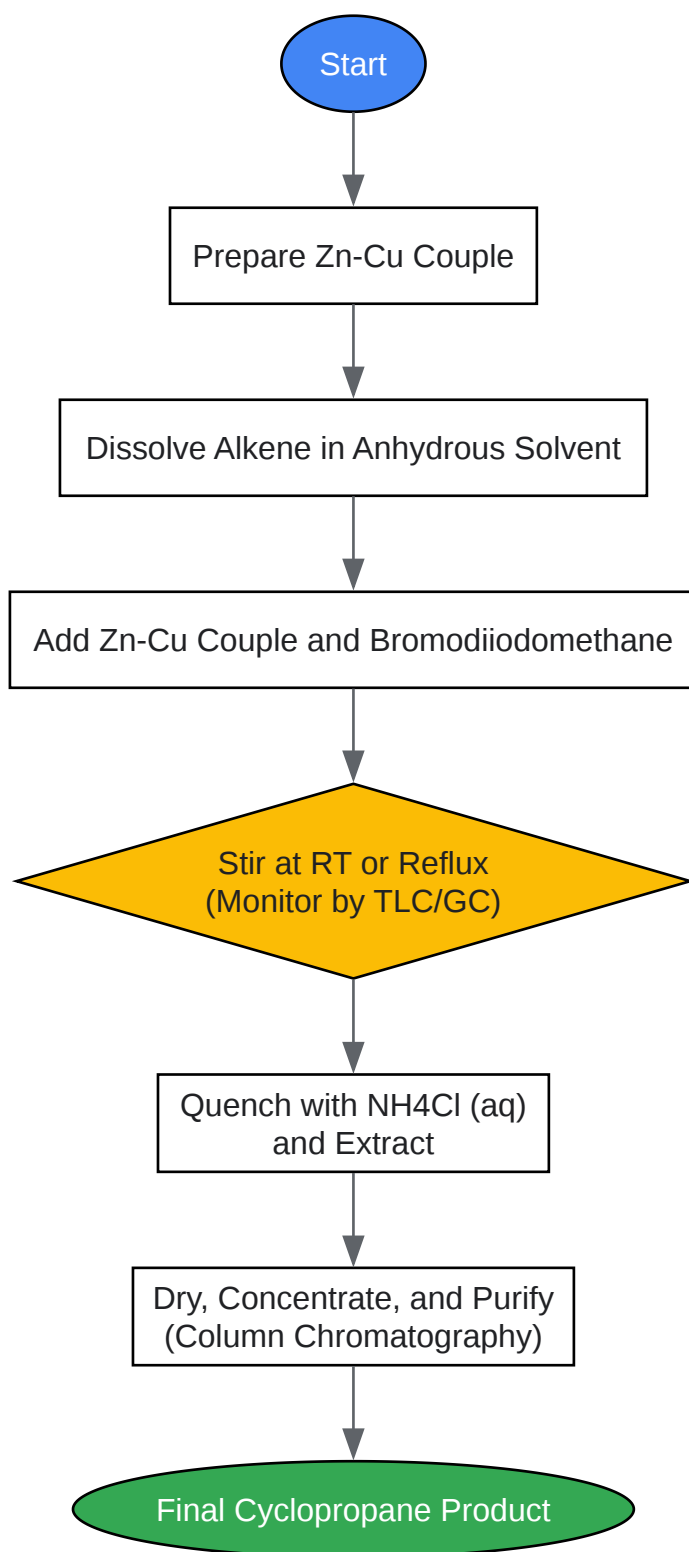 Start
Prepare Zn-Cu Couple
Dissolve Alkene in Anhydrous Solvent
Add Zn-Cu Couple and Bromodiiodomethane
Stir at RT or Reflux
(Monitor by TLC/GC)
Quench with NH4Cl (aq)
and Extract
Dry, Concentrate, and Purify
(Column Chromatography)
Final Cyclopropane Product